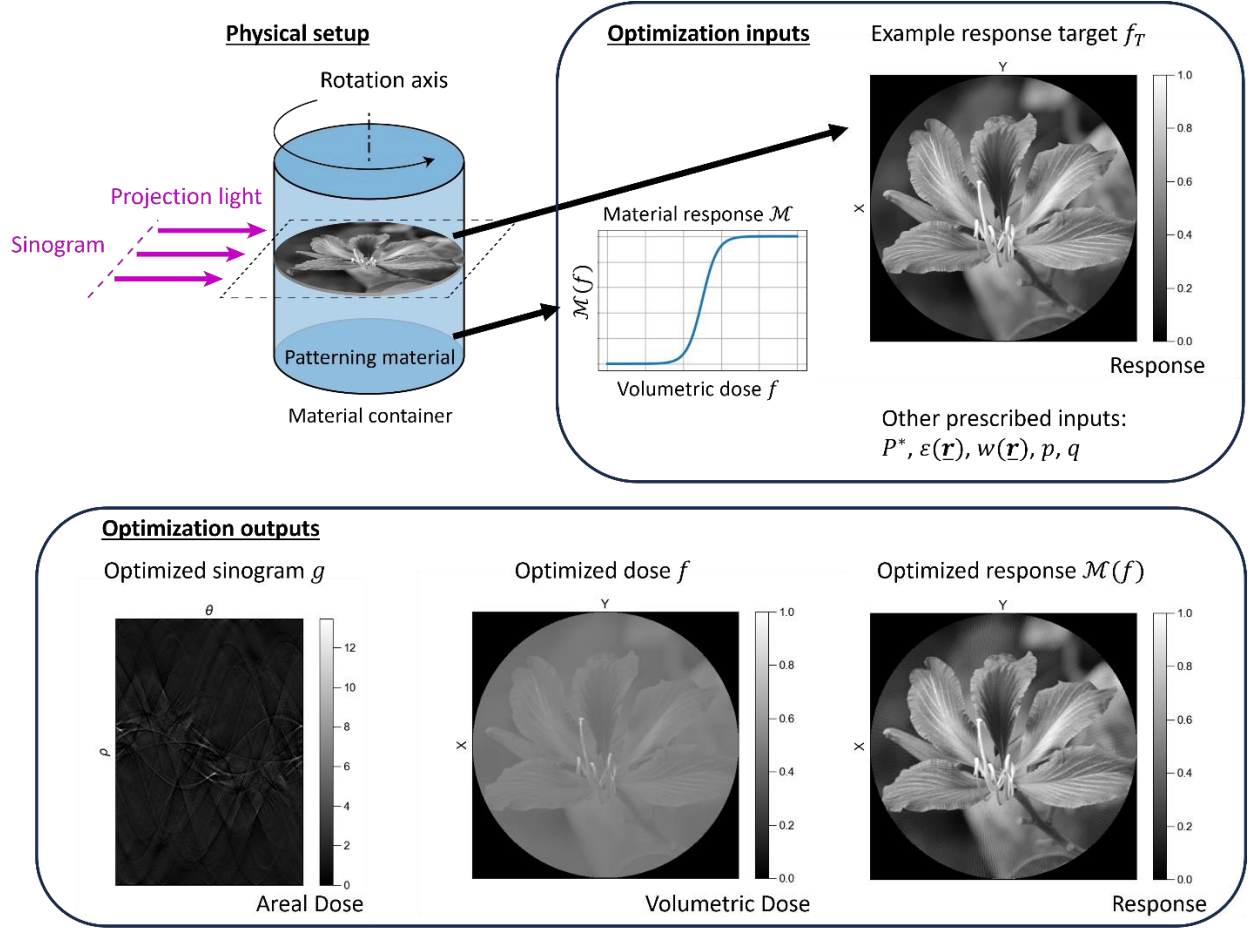 Physical setup
Rotation axis
Projection light
Sinogram
Patterning material
Material container
Optimization inputs
Material response ℳ
ℳ(f)
Volumetric dose f
Example response target f_T
Y
X
1.0
0.8
0.6
0.4
0.2
0.0
Response
Other prescribed inputs:
P*, ε(r), w(r), p, q
Optimization outputs
Optimized sinogram g
θ
ρ
12
10
8
6
4
2
0
Areal Dose
Optimized dose f
Y
X
1.0
0.8
0.6
0.4
0.2
0.0
Volumetric Dose
Optimized response ℳ(f)
Y
X
1.0
0.8
0.6
0.4
0.2
0.0
Response